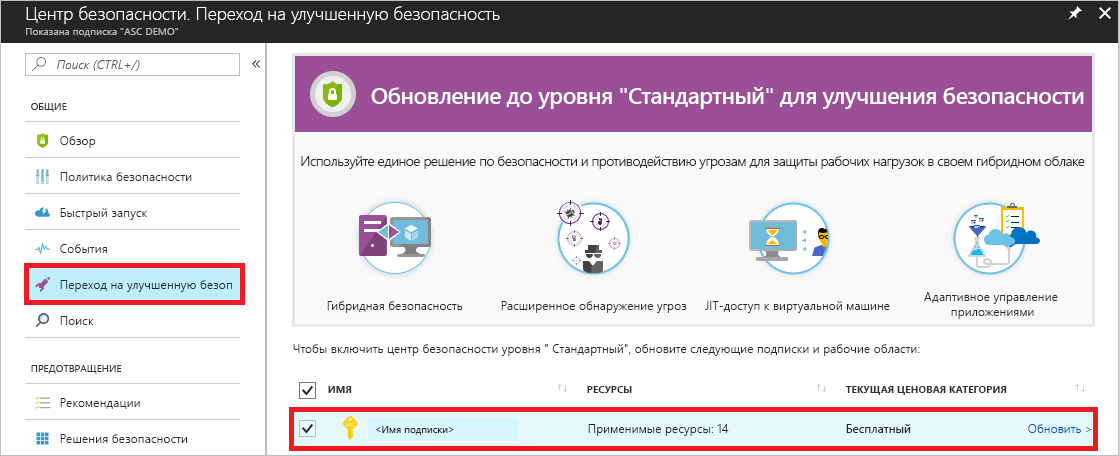 Центр безопасности. Переход на улучшенную безопасность
Показана подписка "ASC DEMO"
Поиск (CTRL+/)
ОБЩИЕ
Обзор
Политика безопасности
Быстрый запуск
События
Переход на улучшенную безоп
Поиск
ПРЕДОТВРАЩЕНИЕ
Рекомендации
Решения безопасности
Обновление до уровня "Стандартный" для улучшения безопасности
Используйте единое решение по безопасности и противодействию угрозам для защиты рабочих нагрузок в своем гибридном облаке
Гибридная безопасность
Расширенное обнаружение угроз
JIT-доступ к виртуальной машине
Адаптивное управление
приложениями
Чтобы включить центр безопасности уровня " Стандартный", обновите следующие подписки и рабочие области:
ИМЯ РЕСУРСЫ ТЕКУЩАЯ ЦЕНОВАЯ КАТЕГОРИЯ
<Имя подписки> Применимые ресурсы: 14 Бесплатный Обновить >